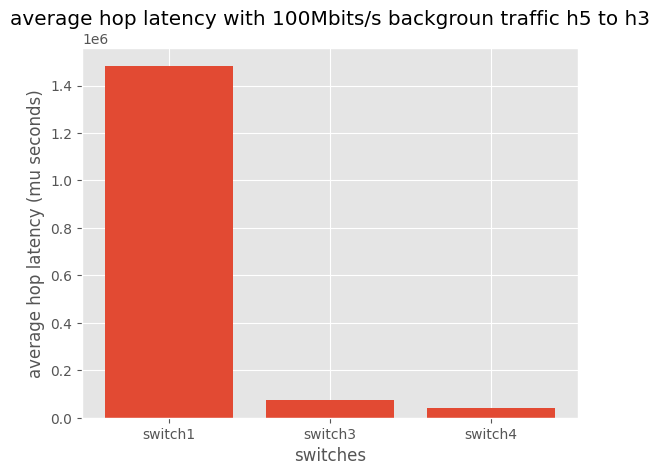 average hop latency with 100Mbits/s backgroun traffic h5 to h3
1e6
1.4
1.2
1.0
0.8
0.6
0.4
0.2
0.0
average hop latency (mu seconds)
switch1 switch3 switch4
switches